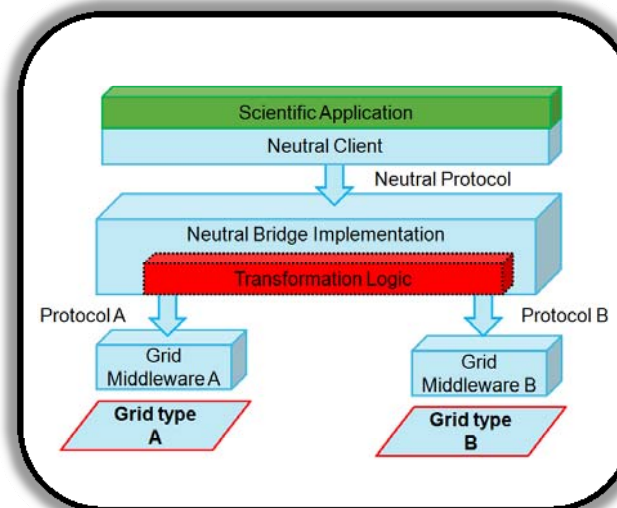 Scientific Application
Neutral Client
Neutral Protocol
Neutral Bridge Implementation
Transformation Logic
Protocol A
Protocol B
Grid
Middleware A
Grid
Middleware B
Grid type
A
Grid type
B